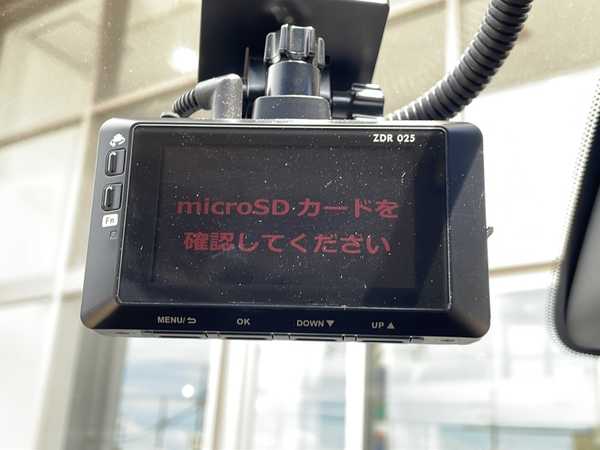 ZDR 025
microSD カードを
確認してください
Fn
MENU/⮌ OK DOWN▼ UP▲